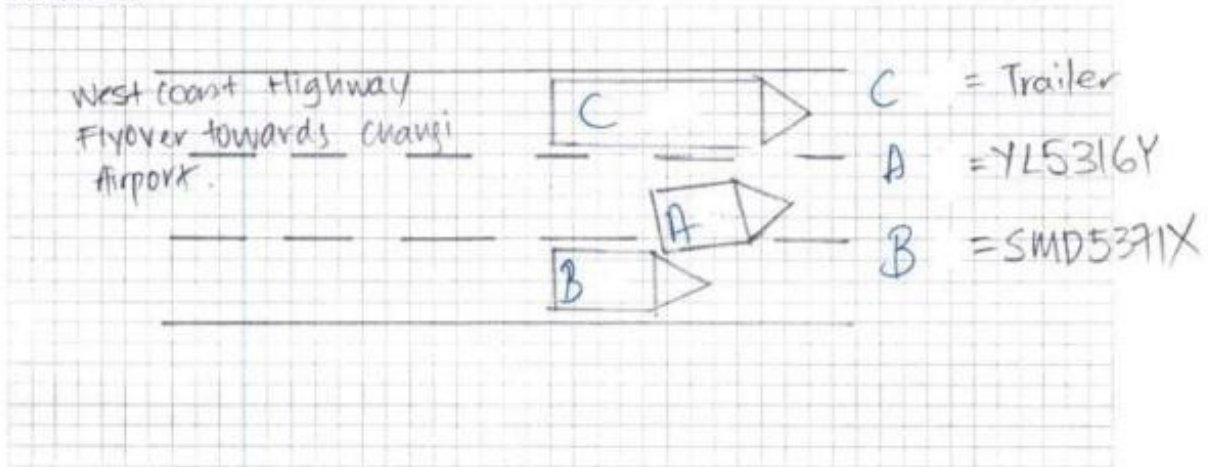 West Coast Highway
Flyover towards Changi
Airport.
C = Trailer
A = YL5316Y
B = SMD5371X
C
A
B